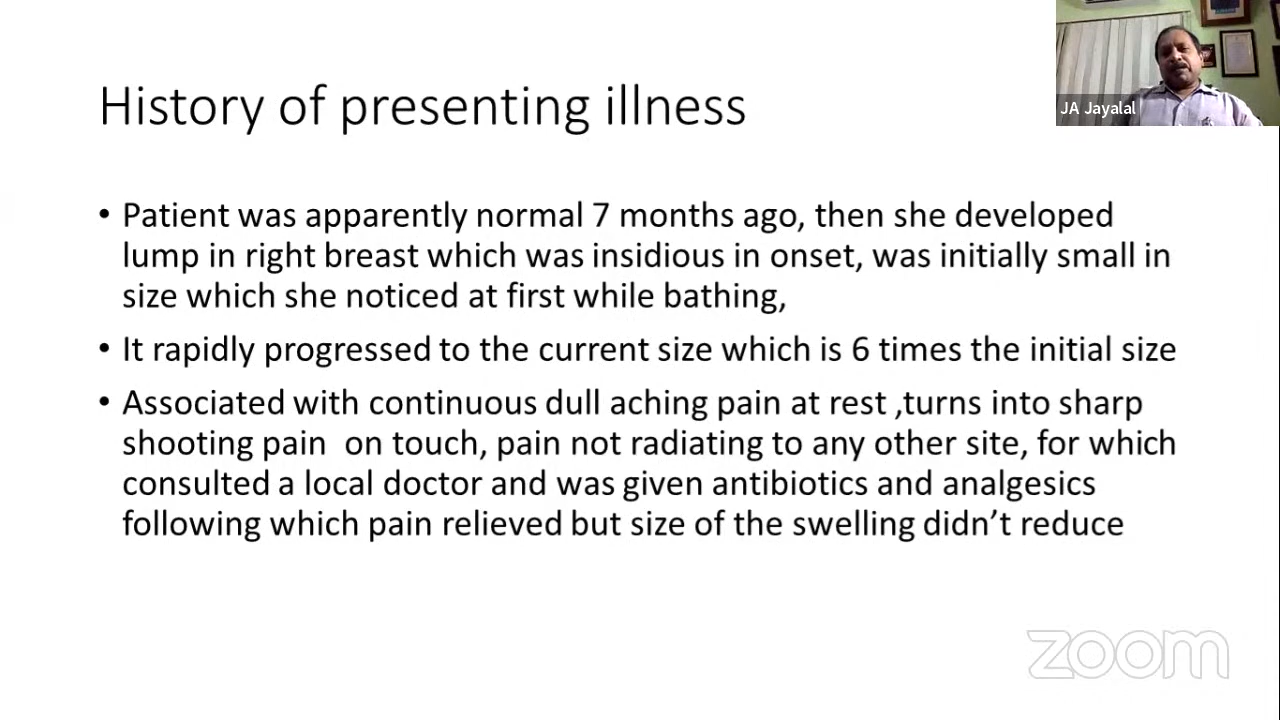 JA Jayalal
History of presenting illness
• Patient was apparently normal 7 months ago, then she developed
lump in right breast which was insidious in onset, was initially small in
size which she noticed at first while bathing,
• It rapidly progressed to the current size which is 6 times the initial size
• Associated with continuous dull aching pain at rest ,turns into sharp
shooting pain  on touch, pain not radiating to any other site, for which
consulted a local doctor and was given antibiotics and analgesics
following which pain relieved but size of the swelling didn’t reduce
zoom